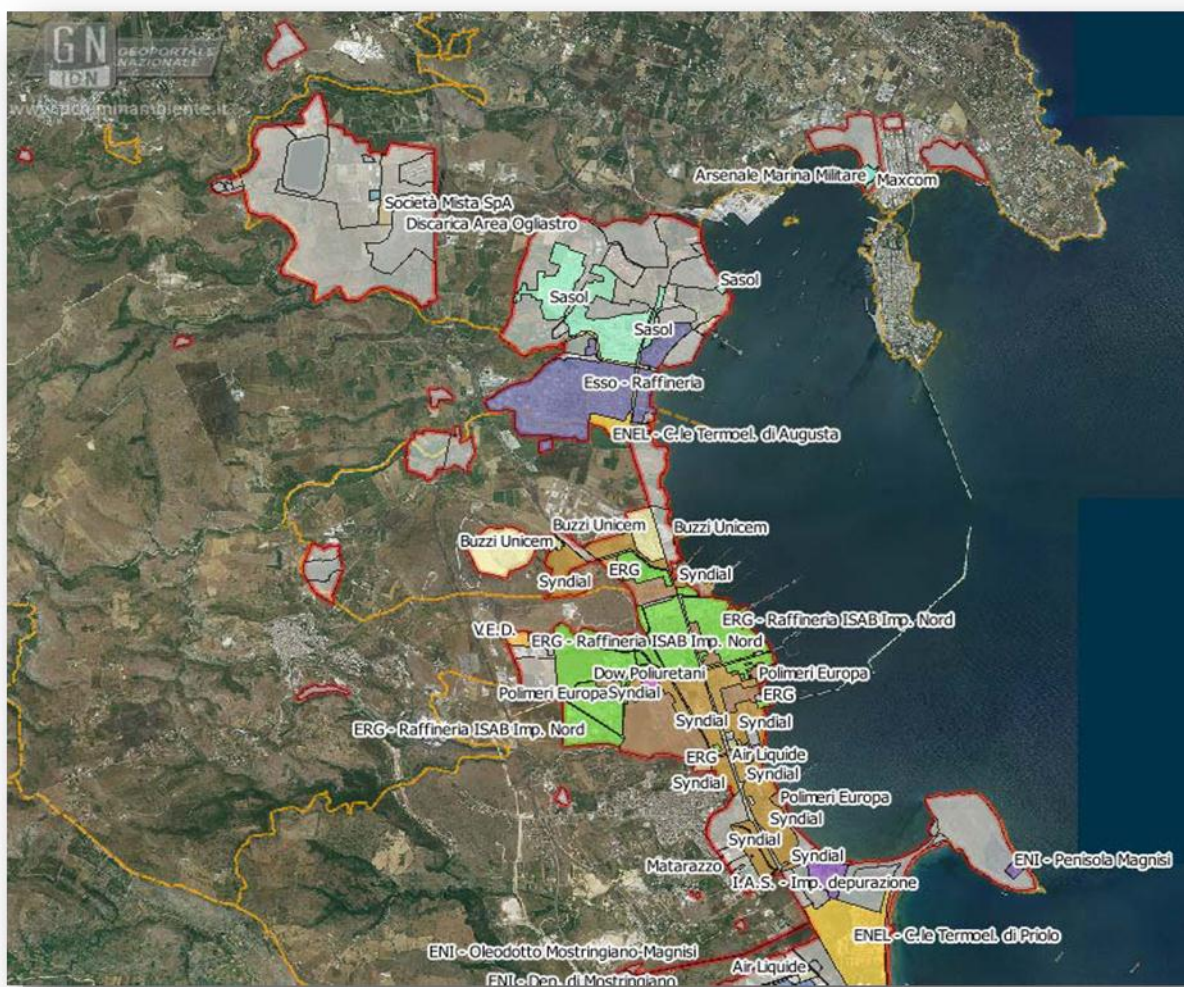 GN
IDN
GEOPORTALE
NAZIONALE
Arsenale Marina Militare
Maxcom
Società Mista SpA
Discarica Area Ogliastro
Sasol
Sasol
Sasol
Esso - Raffineria
ENEL - C.le Termoel. di Augusta
Buzzi Unicem
Buzzi Unicem
Buzzi Unicem
ERG
Syndial
Syndial
ERG - Raffineria ISAB Imp. Nord
V.E.D.
ERG - Raffineria ISAB Imp. Nord
Dow Poliuretani
Polimeri Europa
Polimeri Europa
Syndial
ERG
ERG - Raffineria ISAB Imp. Nord
Syndial
Syndial
ERG
Air Liquide
Syndial
Syndial
Polimeri Europa
Syndial
Syndial
Syndial
Matarazzo
ENI - Penisola Magnisi
I.A.S. - Imp. depurazione
ENEL - C.le Termoel. di Priolo
ENI - Oleodotto Mostringiano-Magnisi
Air Liquide
ENI - Dep. di Mostringiano